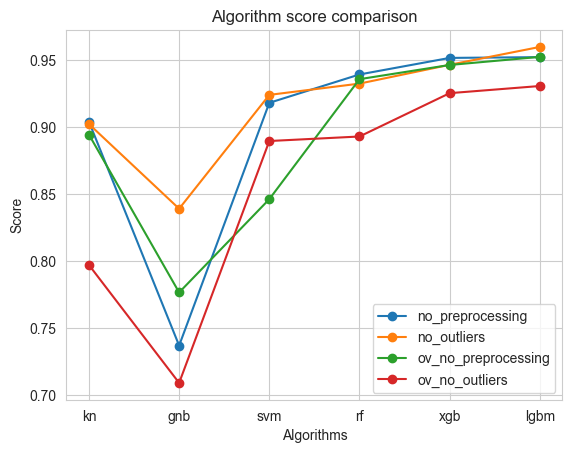 Algorithm score comparison
0.95
0.90
0.85
0.80
0.75
0.70
Score
kn gnb svm rf xgb lgbm
Algorithms
no_preprocessing
no_outliers
ov_no_preprocessing
ov_no_outliers